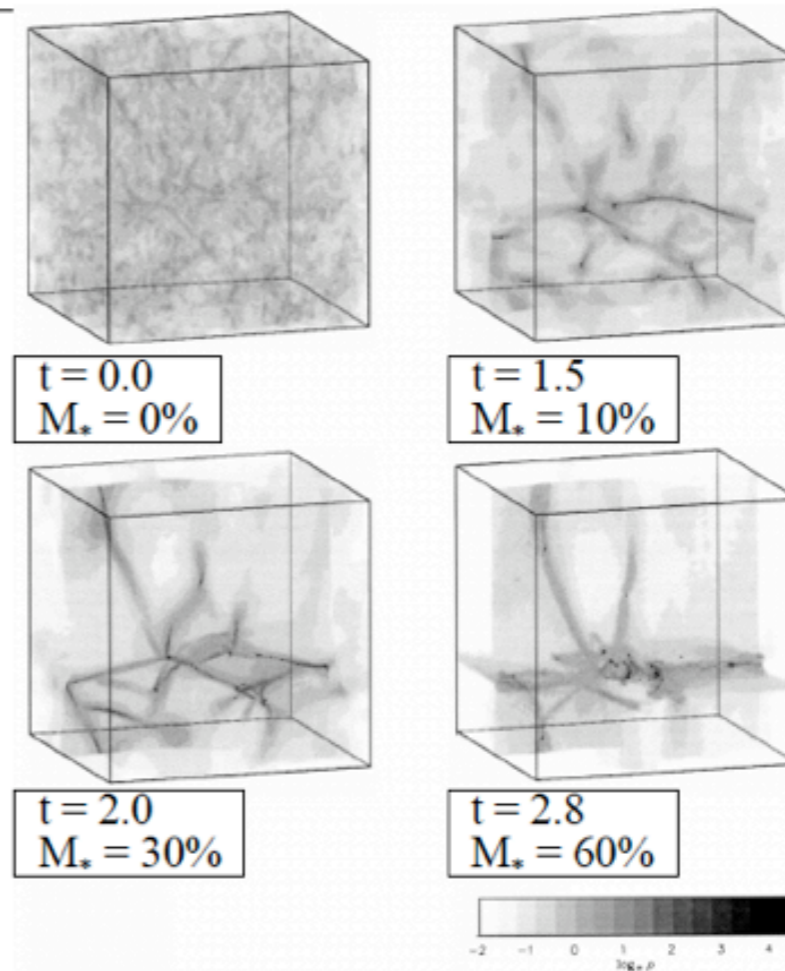 t = 0.0
M* = 0%
t = 1.5
M* = 10%
t = 2.0
M* = 30%
t = 2.8
M* = 60%
-2 -1 0 1 2 3 4